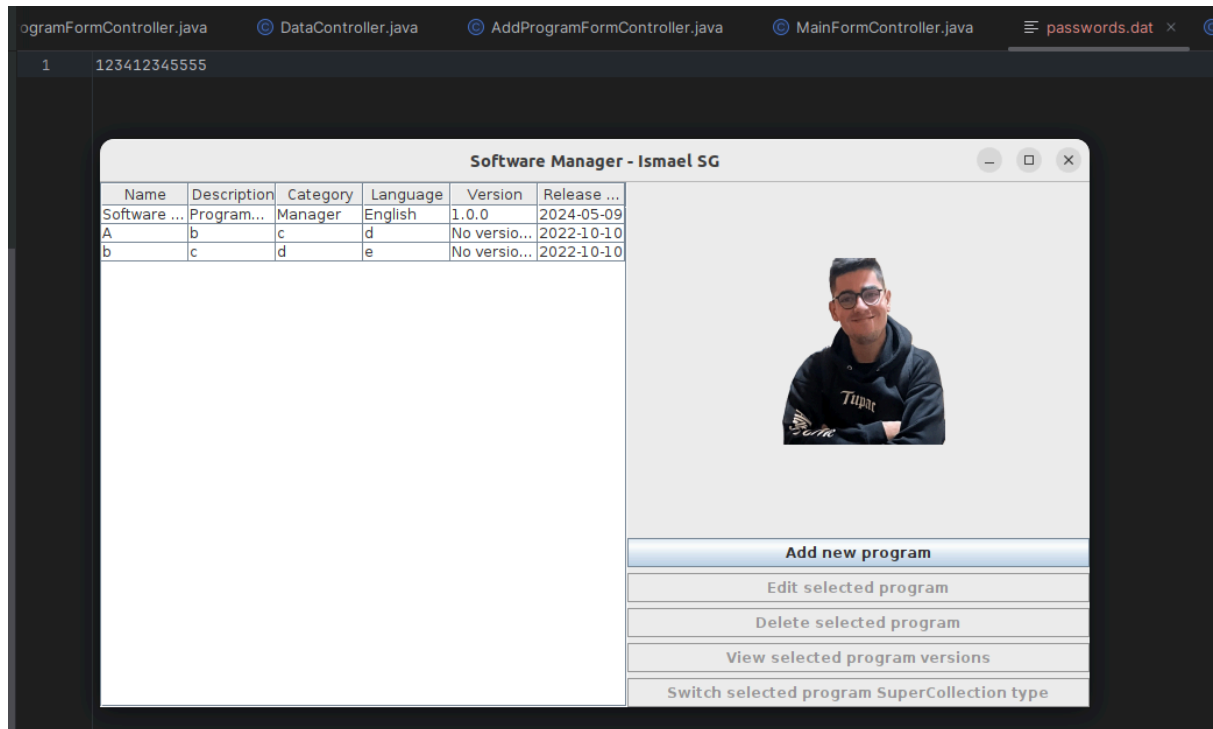 ogramFormController.java DataController.java AddProgramFormController.java MainFormController.java passwords.dat
1 123412345555
Software Manager - Ismael SG
Name Description Category Language Version Release ...
Software ... Program... Manager English 1.0.0 2024-05-09
A b c d No versio... 2022-10-10
b c d e No versio... 2022-10-10
Tupac
Add new program
Edit selected program
Delete selected program
View selected program versions
Switch selected program SuperCollection type